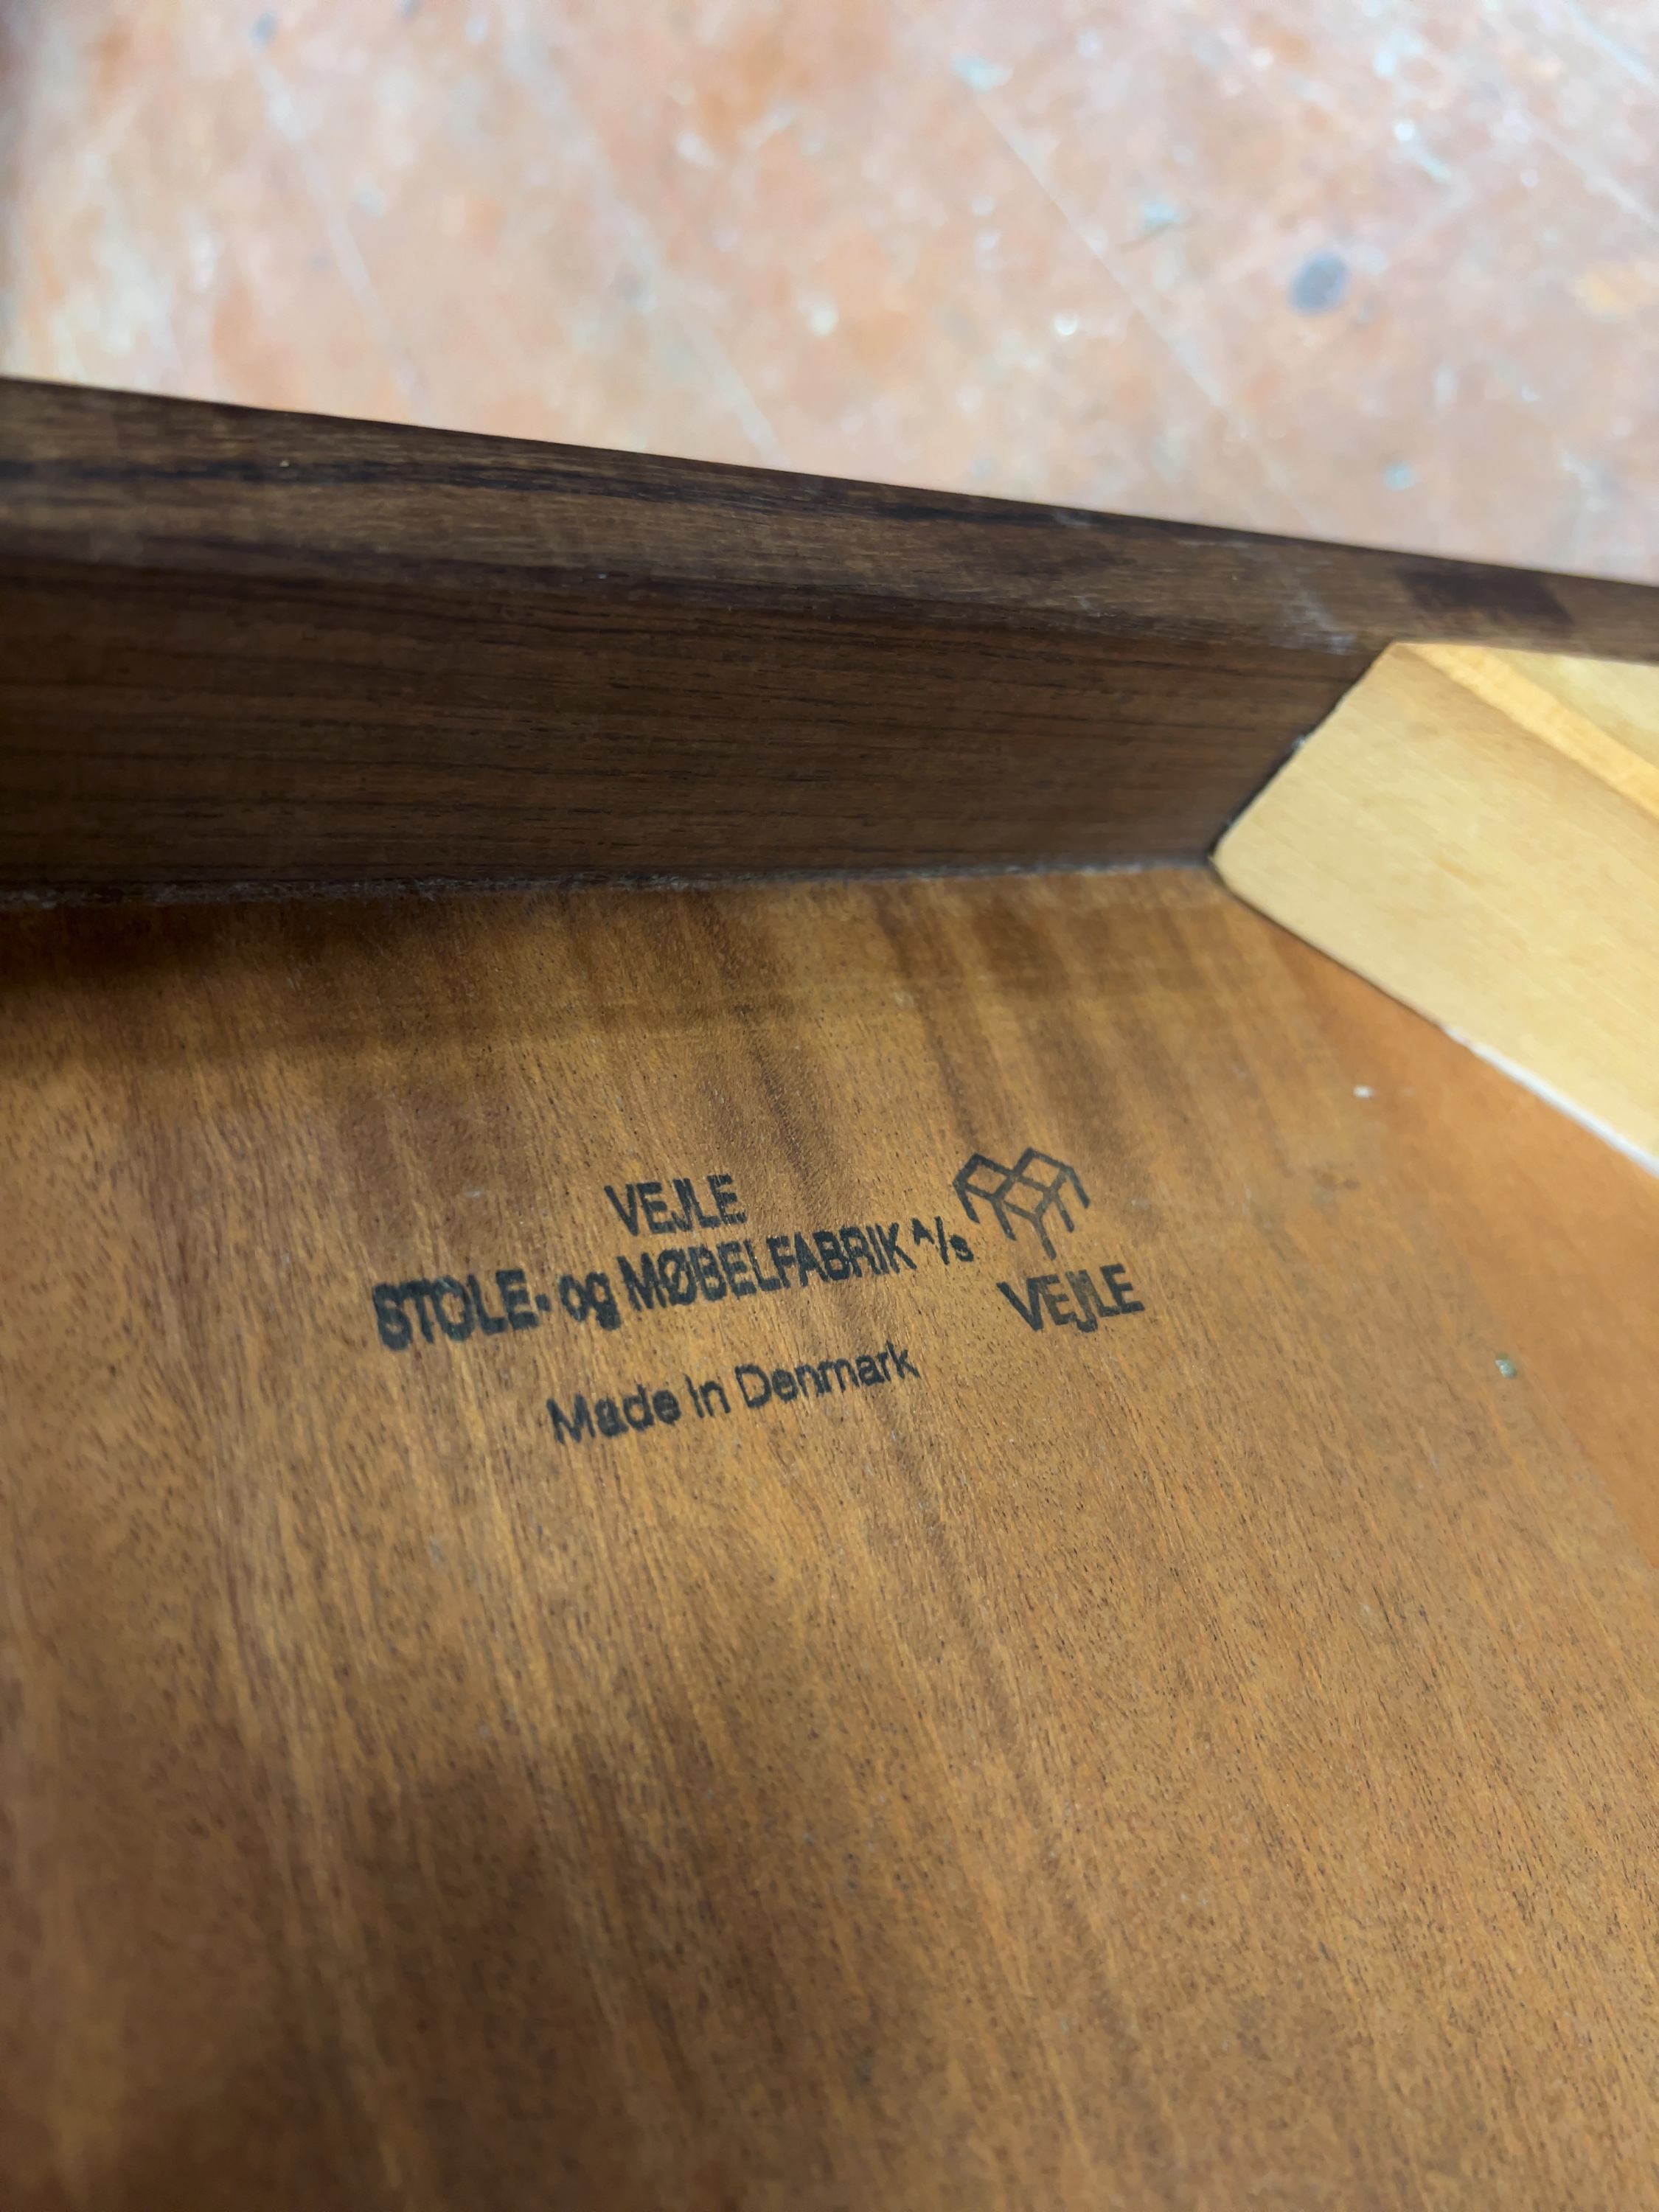 VEJLE
STOLE- og MØBELFABRIK A/S
VEJLE
Made in Denmark